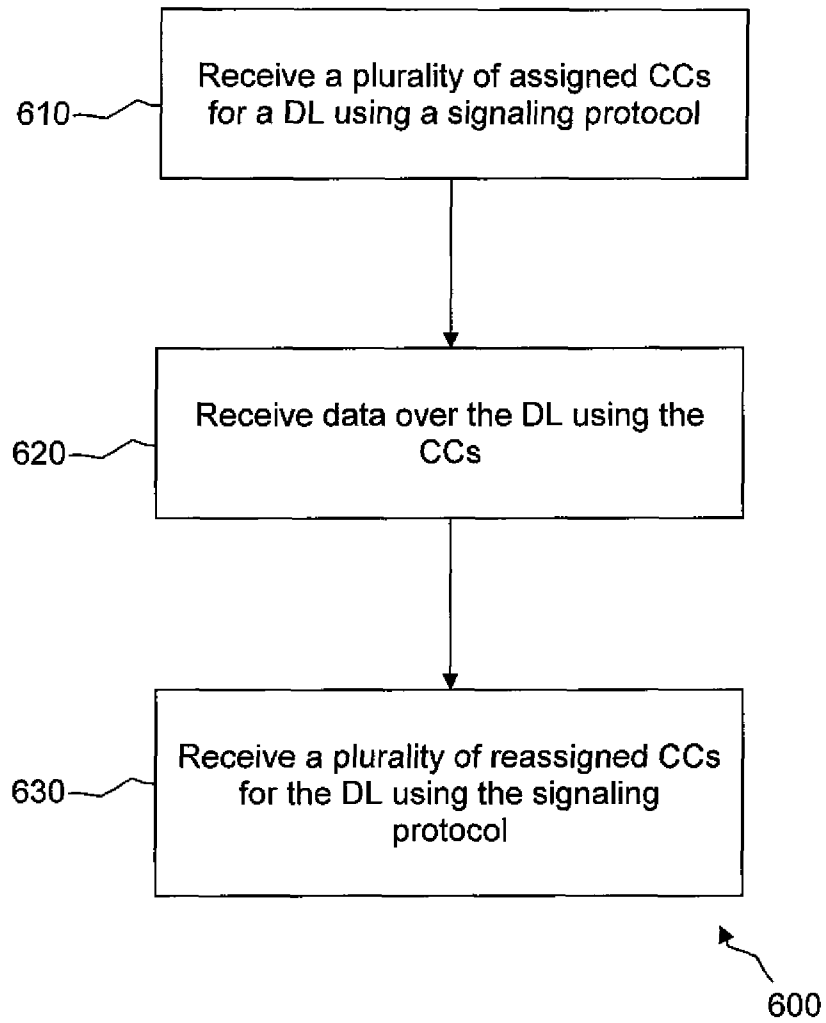 Receive a plurality of assigned CCs
for a DL using a signaling protocol
610
Receive data over the DL using the
CCs
620
Receive a plurality of reassigned CCs
for the DL using the signaling
protocol
630
600